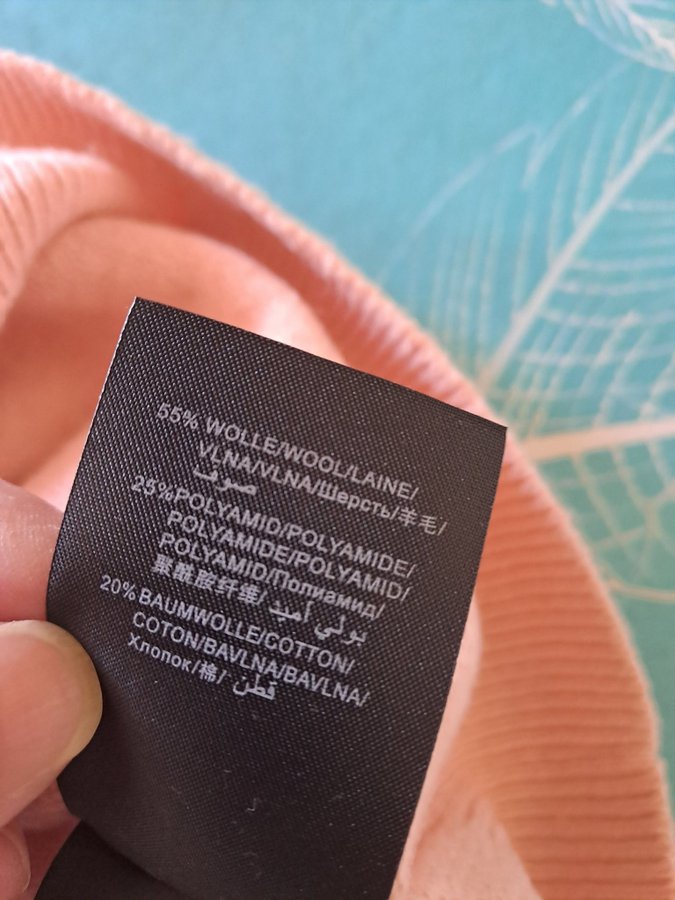 55% WOLLE/WOOL/LAINE/
VLNA/VLNA/Шерсть/羊毛/
صوف
25%POLYAMID/POLYAMIDE/
POLYAMIDE/POLYAMID/
POLYAMID/Полиамид/
聚酰胺纤维/ بولي أميد
20% BAUMWOLLE/COTTON/
COTON/BAVLNA/BAVLNA/
Хлопок/棉/ قطن